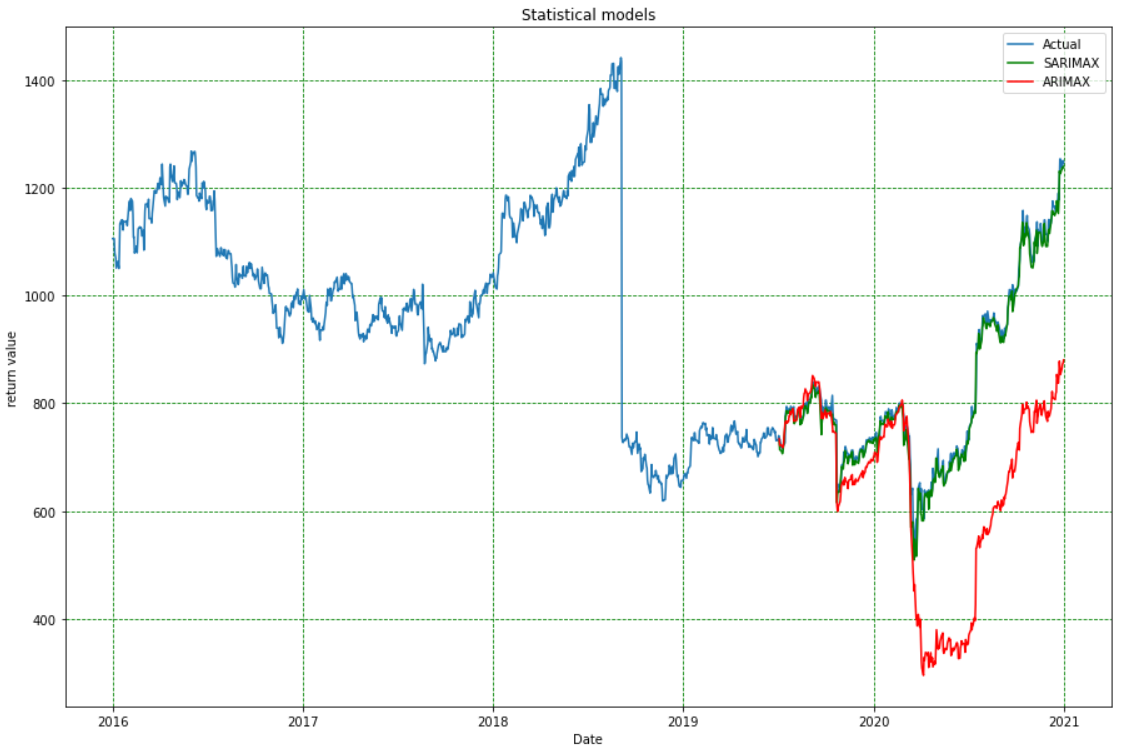 Statistical models
Actual
SARIMAX
ARIMAX
return value
1400
1200
1000
800
600
400
2016
2017
2018
2019
2020
2021
Date